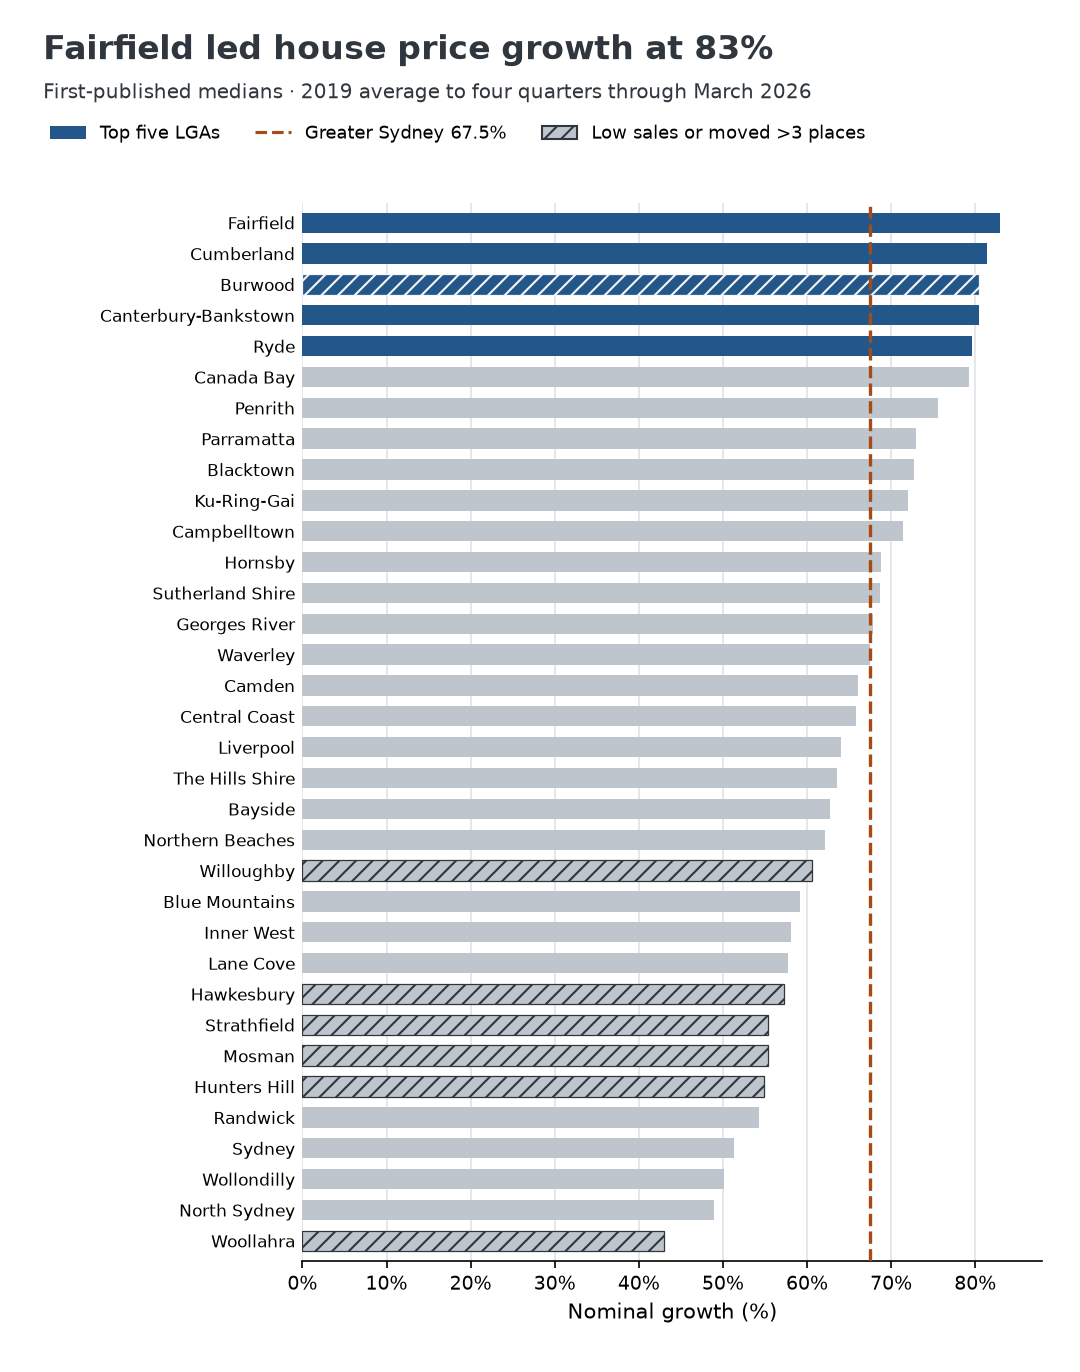 Fairfield led house price growth at 83%
First-published medians · 2019 average to four quarters through March 2026
Top five LGAs
Greater Sydney 67.5%
Low sales or moved >3 places
Fairfield
Cumberland
Burwood
Canterbury-Bankstown
Ryde
Canada Bay
Penrith
Parramatta
Blacktown
Ku-Ring-Gai
Campbelltown
Hornsby
Sutherland Shire
Georges River
Waverley
Camden
Central Coast
Liverpool
The Hills Shire
Bayside
Northern Beaches
Willoughby
Blue Mountains
Inner West
Lane Cove
Hawkesbury
Strathfield
Mosman
Hunters Hill
Randwick
Sydney
Wollondilly
North Sydney
Woollahra
0% 10% 20% 30% 40% 50% 60% 70% 80%
Nominal growth (%)